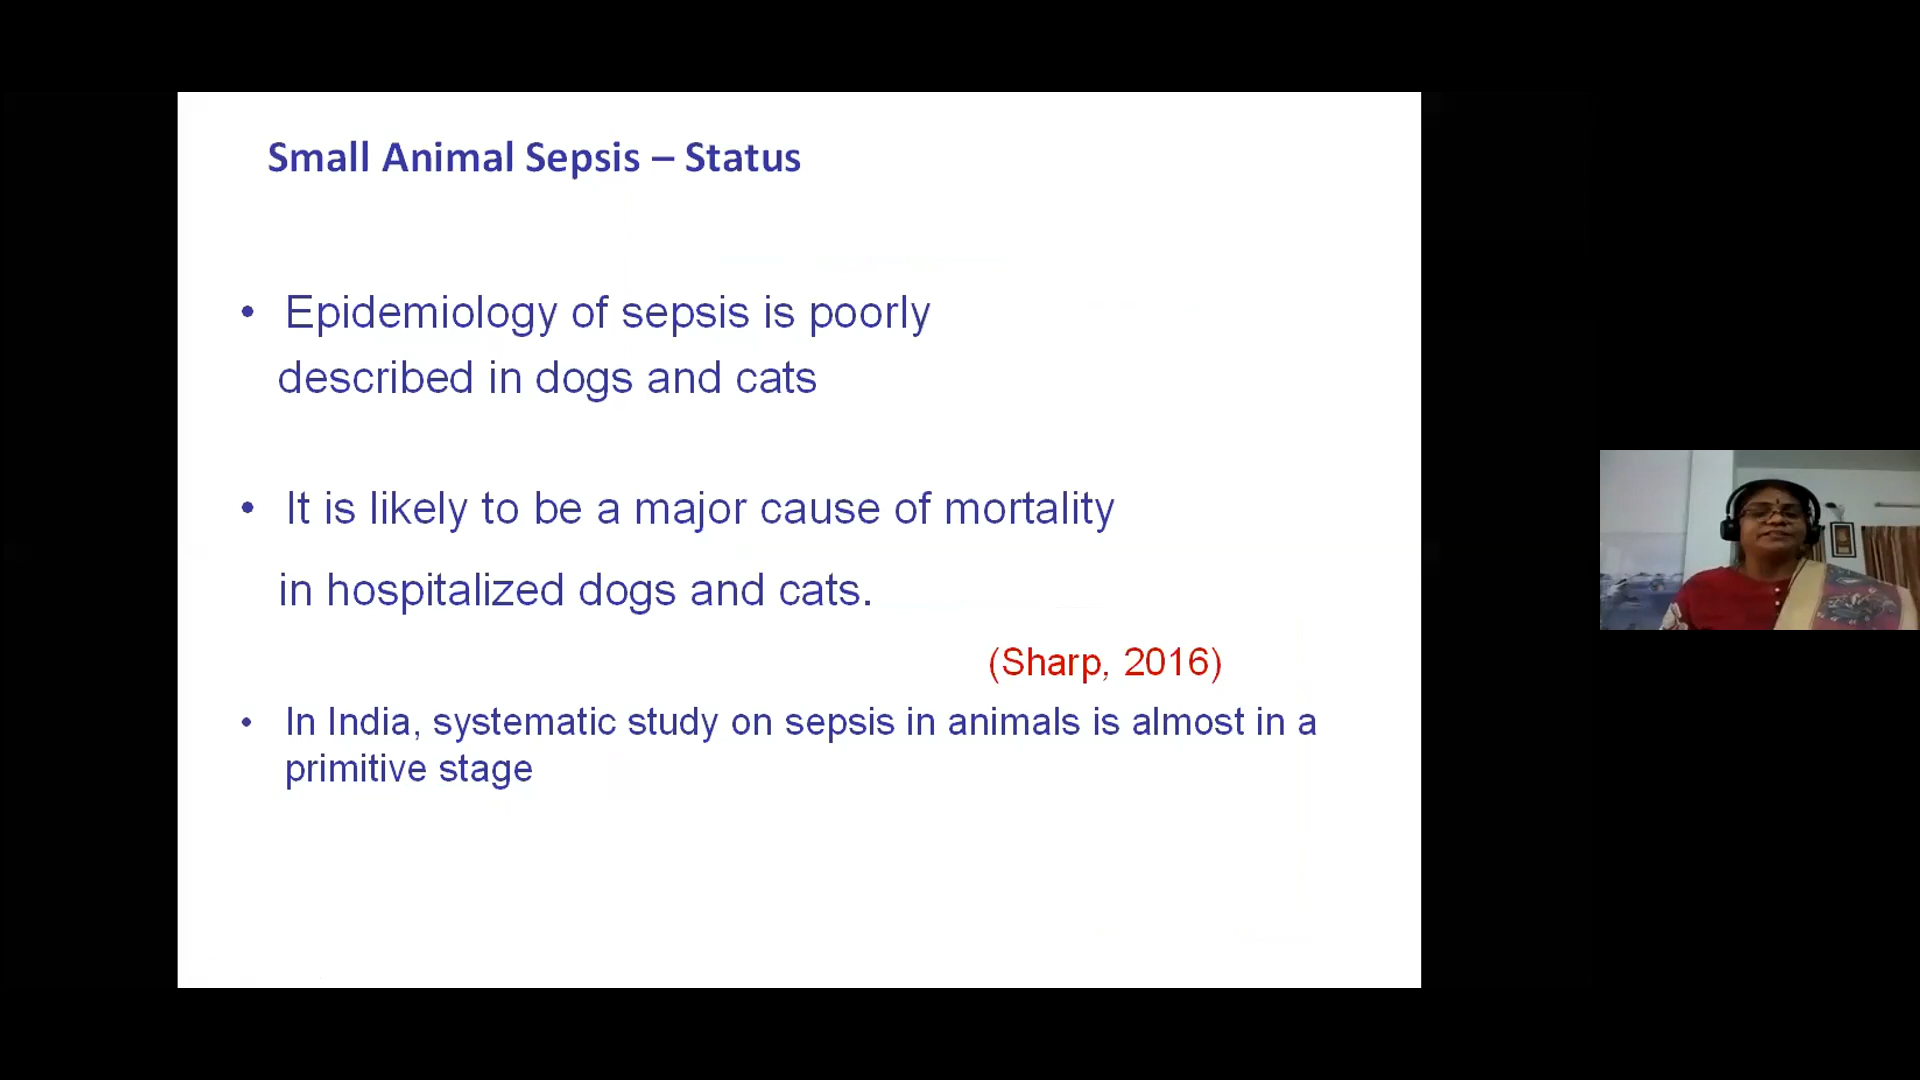 Small Animal Sepsis – Status
• Epidemiology of sepsis is poorly
described in dogs and cats
• It is likely to be a major cause of mortality
in hospitalized dogs and cats.
(Sharp, 2016)
• In India, systematic study on sepsis in animals is almost in a
primitive stage